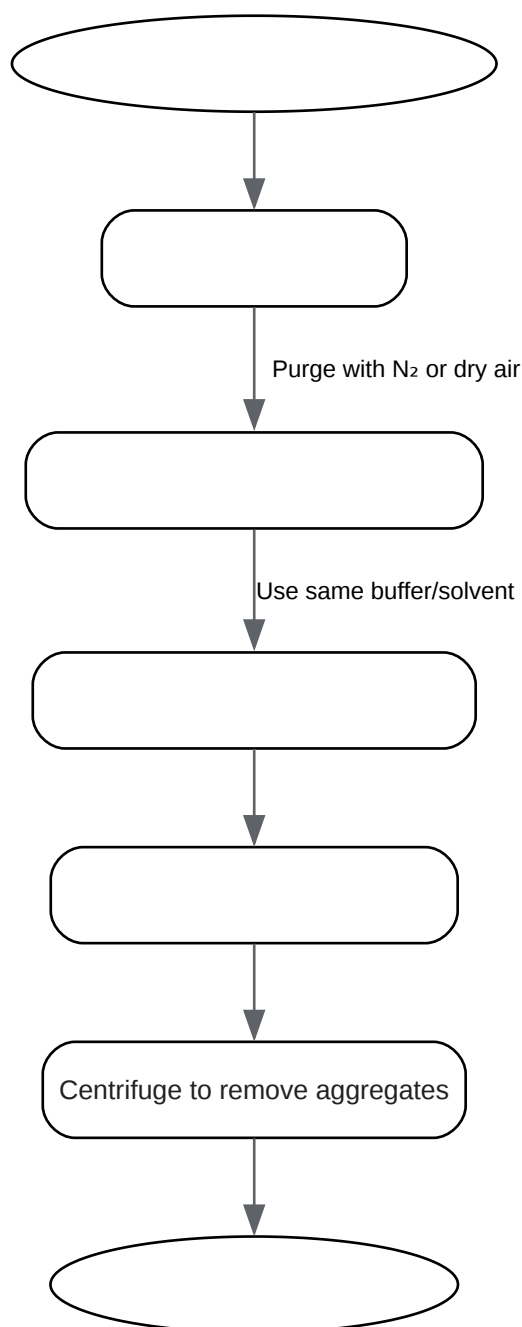 Purge with N₂ or dry air
Use same buffer/solvent
Centrifuge to remove aggregates